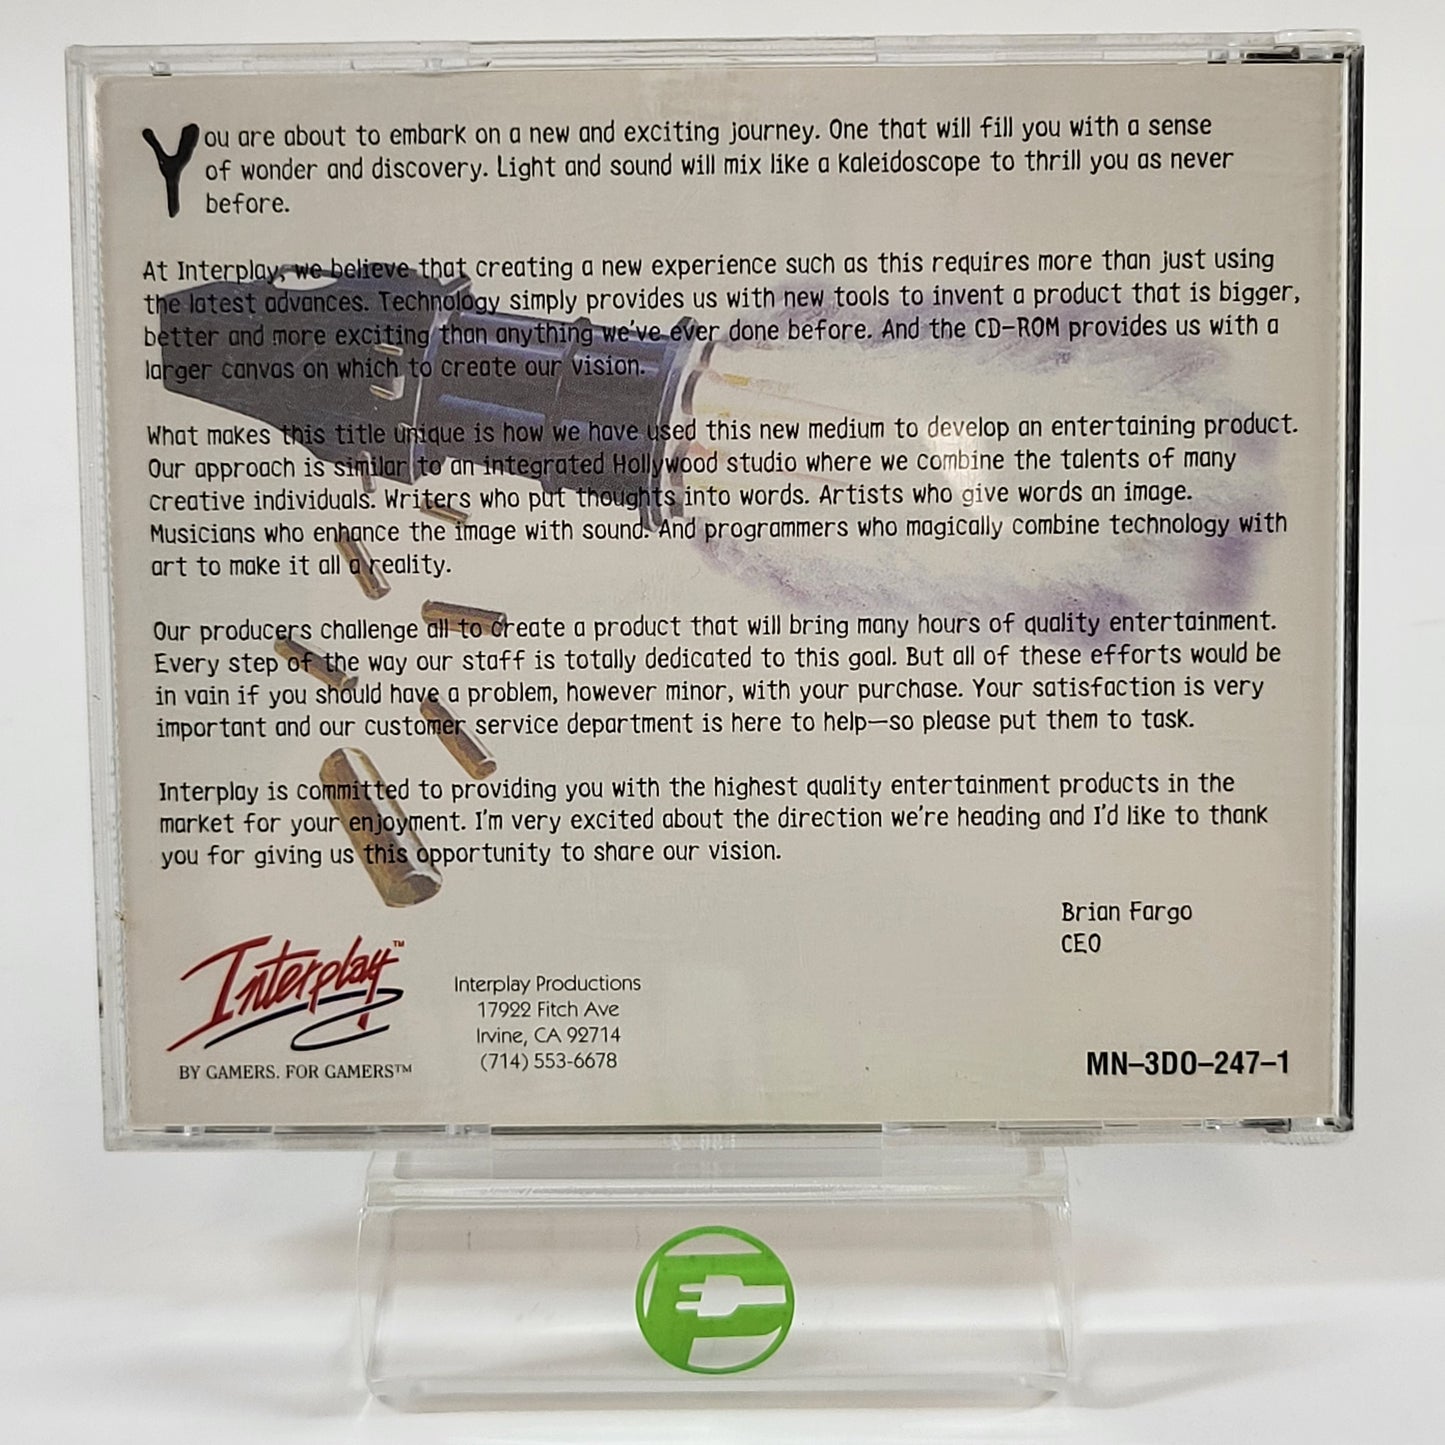 You are about to embark on a new and exciting journey. One that will fill you with a sense
of wonder and discovery. Light and sound will mix like a kaleidoscope to thrill you as never
before.
At Interplay, we believe that creating a new experience such as this requires more than just using
the latest advances. Technology simply provides us with new tools to invent a product that is bigger,
better and more exciting than anything we've ever done before. And the CD-ROM provides us with a
larger canvas on which to create our vision.
What makes this title unique is how we have used this new medium to develop an entertaining product.
Our approach is similar to an integrated Hollywood studio where we combine the talents of many
creative individuals. Writers who put thoughts into words. Artists who give words an image.
Musicians who enhance the image with sound. And programmers who magically combine technology with
art to make it all a reality.
Our producers challenge all to create a product that will bring many hours of quality entertainment.
Every step of the way our staff is totally dedicated to this goal. But all of these efforts would be
in vain if you should have a problem, however minor, with your purchase. Your satisfaction is very
important and our customer service department is here to help—so please put them to task.
Interplay is committed to providing you with the highest quality entertainment products in the
market for your enjoyment. I'm very excited about the direction we're heading and I'd like to thank
you for giving us this opportunity to share our vision.
Brian Fargo
CEO
Interplay™
BY GAMERS. FOR GAMERS™
Interplay Productions
17922 Fitch Ave
Irvine, CA 92714
(714) 553-6678
MN–3DO–247–1